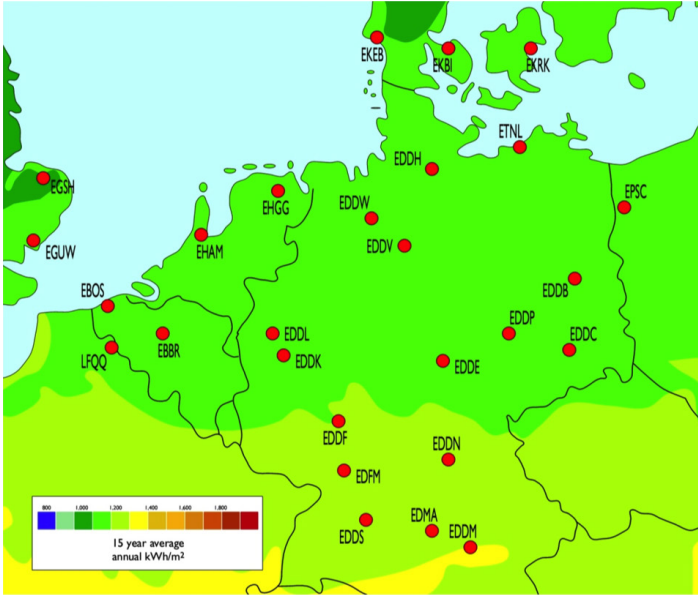 EKEB
EKBI
EKRK
ETNL
EDDH
EGSH
EHGG
EDDW
EPSC
EGUW
EHAM
EDDV
EBOS
EDDB
EDDL
EDDP
EBBR
LFQQ
EDDK
EDDE
EDDC
EDDF
EDDN
EDFM
EDMA
EDDS
EDDM
800 1,000 1,200 1,400 1,600 1,800
15 year average
annual kWh/m2